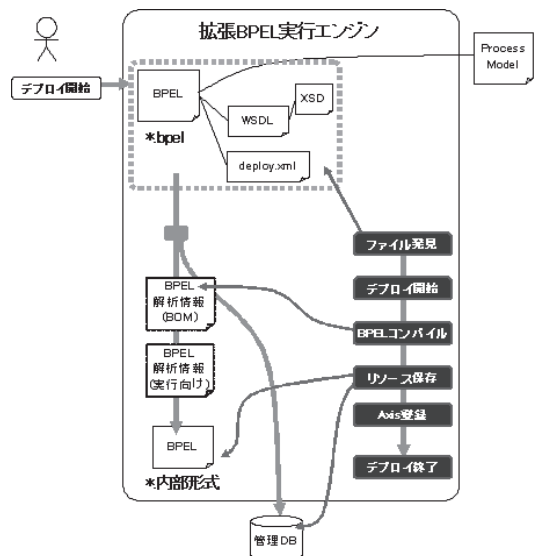 拡張BPEL実行エンジン
Process
Model
デプロイ開始
BPEL
*.bpel
WSDL
XSD
deploy.xml
ファイル発見
デプロイ開始
BPEL
解析情報
(BOM)
BPELコンパイル
BPEL
解析情報
(実行向け)
リソース保存
Axis登録
BPEL
*.内部形式
デプロイ終了
管理DB